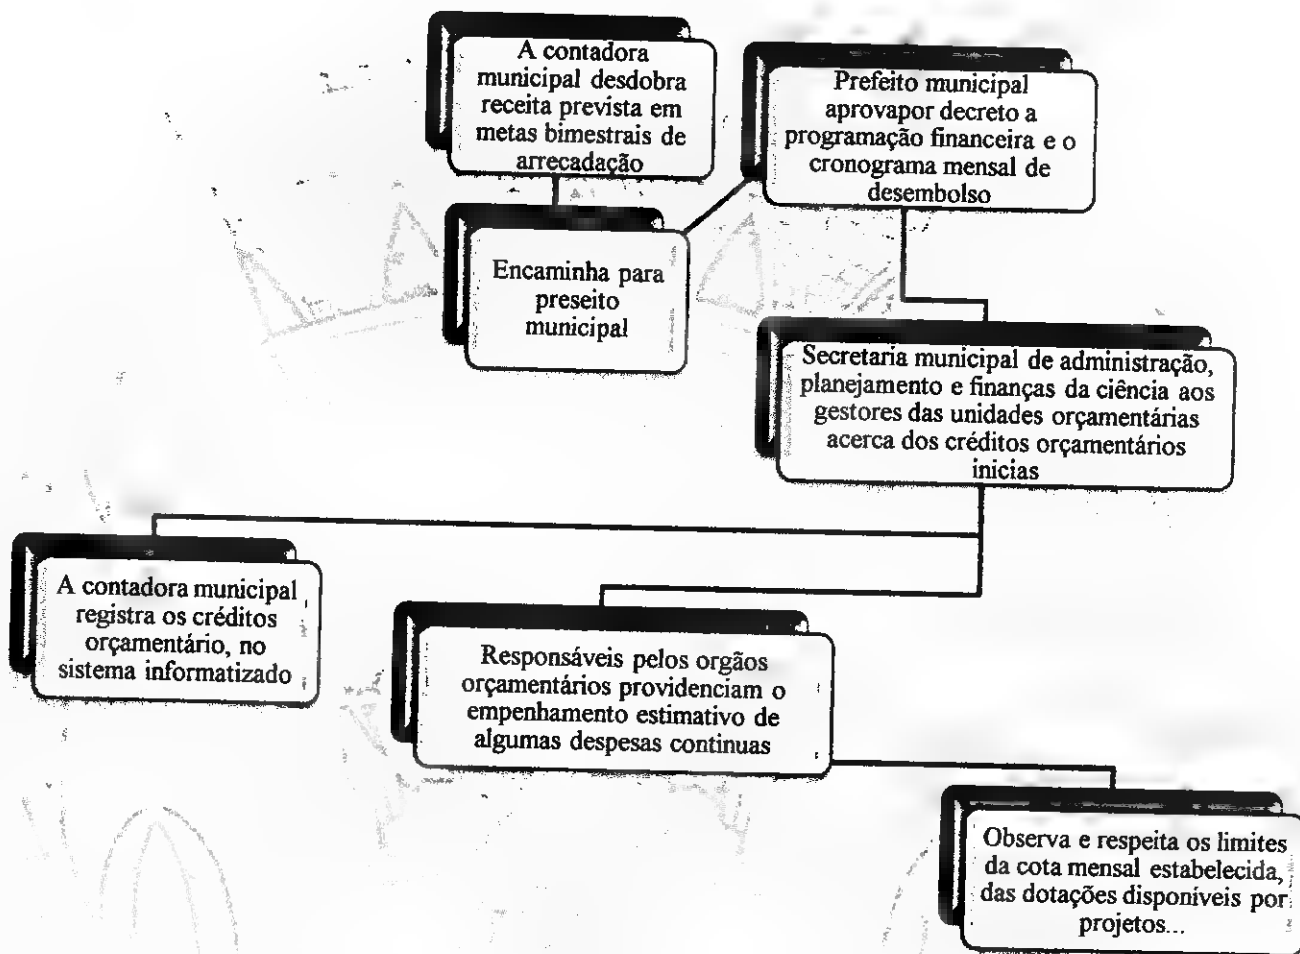 A contadora
municipal desdobra
receita prevista em
metas bimestrais de
arrecadação
Prefeito municipal
aprovapor decreto a
programação financeira e o
cronograma mensal de
desembolso
Encaminha para
preseito
municipal
Secretaria municipal de administração,
planejamento e finanças da ciência aos
gestores das unidades orçamentárias
acerca dos créditos orçamentários
inicias
A contadora municipal
registra os créditos
orçamentário, no
sistema informatizado
Responsáveis pelos orgãos
orçamentários providenciam o
empenhamento estimativo de
algumas despesas continuas
Observa e respeita os limites
da cota mensal estabelecida,
das dotações disponíveis por
projetos...